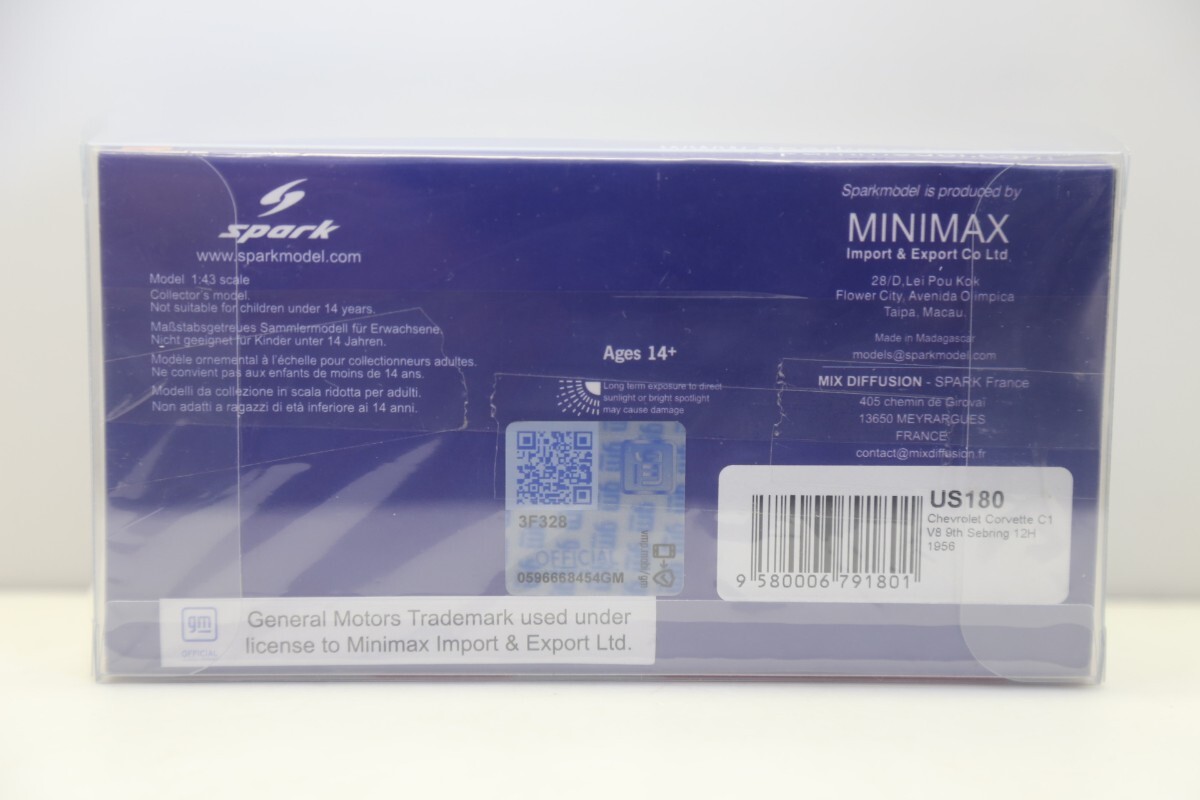 spark
www.sparkmodel.com
Model 1:43 scale
Collector's model.
Not suitable for children under 14 years.
Maßstabsgetreues Sammlermodell für Erwachsene.
Nicht geeignet für Kinder unter 14 Jahren.
Modèle ornemental à l'échelle pour collectionneurs adultes.
Ne convient pas aux enfants de moins de 14 ans.
Modelli da collezione in scala ridotta per adulti.
Non adatti a ragazzi di età inferiore ai 14 anni.
Ages 14+
Long term exposure to direct
sunlight or bright spotlight
may cause damage
Sparkmodel is produced by
MINIMAX
Import & Export Co Ltd.
28/D,Lei Pou Kok
Flower City, Avenida Olimpica
Taipa, Macau.
Made in Madagascar
models@sparkmodel.com
MIX DIFFUSION - SPARK France
405 chemin de Giroval
13650 MEYRARGUES
FRANCE
contact@mixdiffusion.fr
3F328
OFFICIAL
0596668454GM
US180
Chevrolet Corvette C1
V8 9th Sebring 12H
1956
9 580006 791801
gm
OFFICIAL
General Motors Trademark used under
license to Minimax Import & Export Ltd.